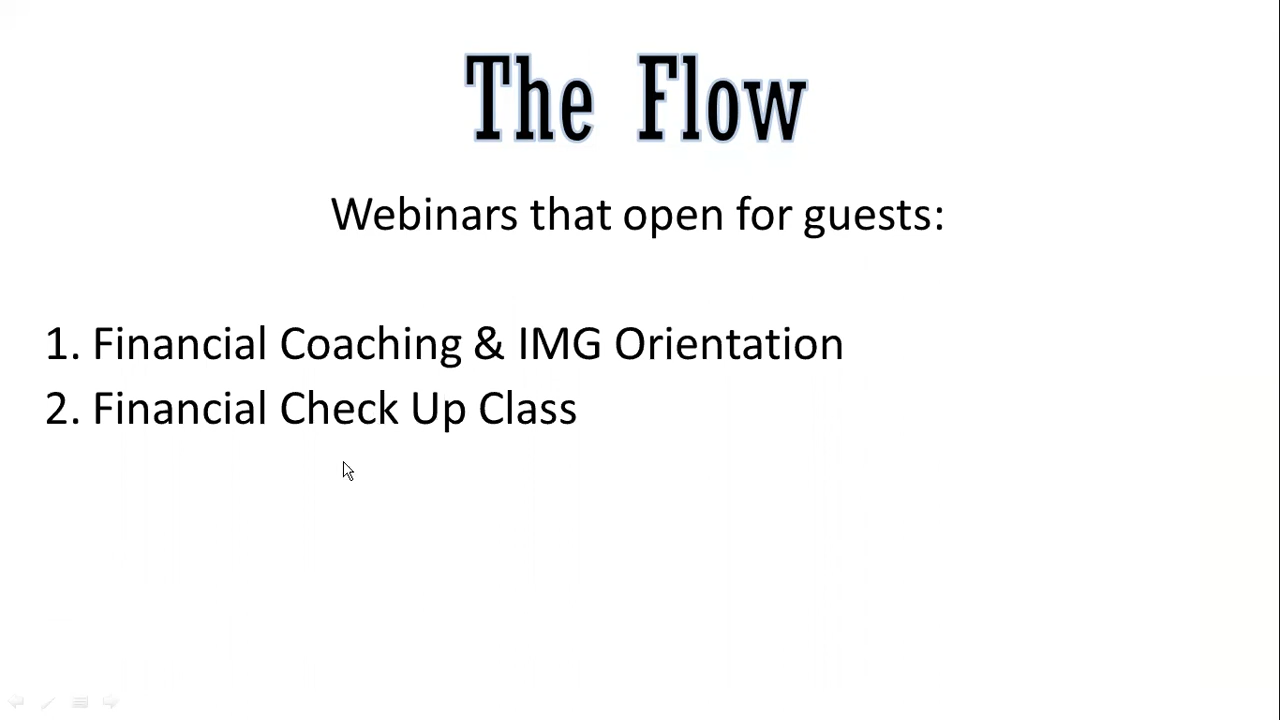 The Flow
Webinars that open for guests:
1. Financial Coaching & IMG Orientation
2. Financial Check Up Class